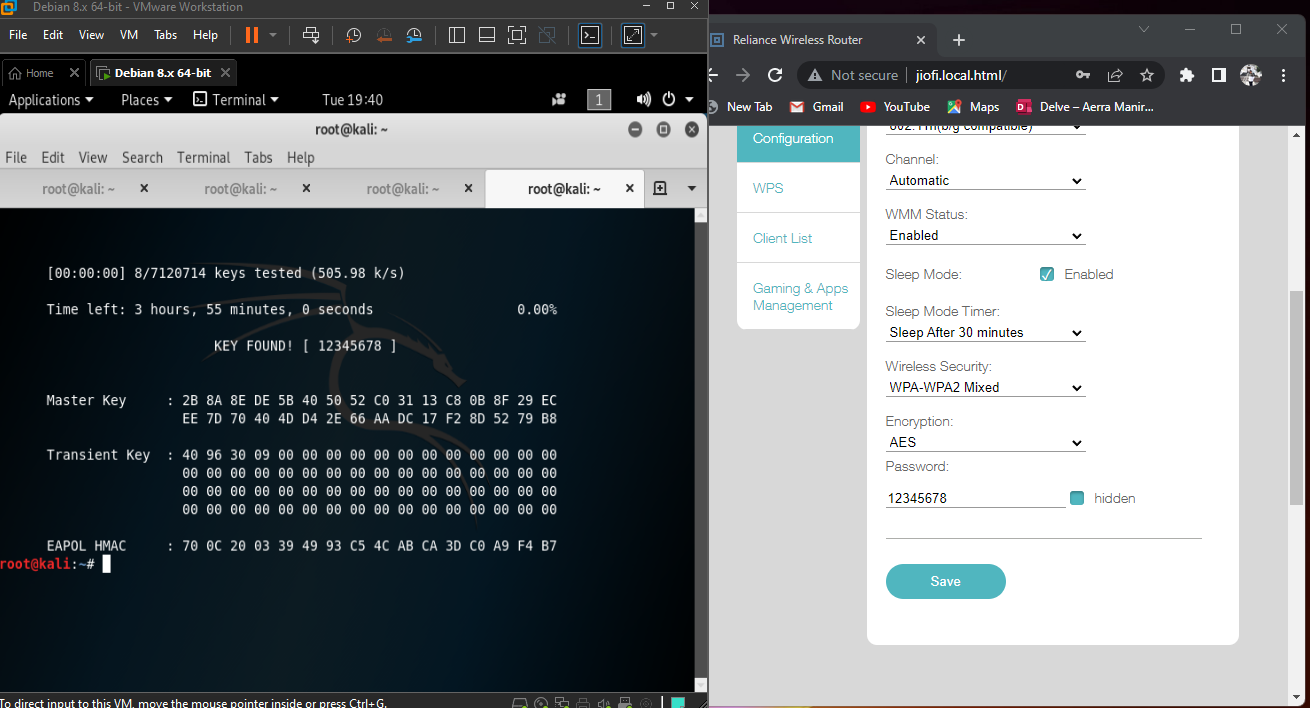 Debian 8.x 64-bit - VMware Workstation
File Edit View VM Tabs Help
Home Debian 8.x 64-bit
Applications Places Terminal Tue 19:40 1
root@kali: ~
File Edit View Search Terminal Tabs Help
root@kali: ~ root@kali: ~ root@kali: ~ root@kali: ~
[00:00:00] 8/7120714 keys tested (505.98 k/s)
Time left: 3 hours, 55 minutes, 0 seconds 0.00%
KEY FOUND! [ 12345678 ]
Master Key : 2B 8A 8E DE 5B 40 50 52 C0 31 13 C8 0B 8F 29 EC
EE 7D 70 40 4D D4 2E 66 AA DC 17 F2 8D 52 79 B8
Transient Key : 40 96 30 09 00 00 00 00 00 00 00 00 00 00 00 00
00 00 00 00 00 00 00 00 00 00 00 00 00 00 00 00
00 00 00 00 00 00 00 00 00 00 00 00 00 00 00 00
00 00 00 00 00 00 00 00 00 00 00 00 00 00 00 00
EAPOL HMAC : 70 0C 20 03 39 49 93 C5 4C AB CA 3D C0 A9 F4 B7
root@kali:~#
To direct input to this VM, move the mouse pointer inside or press Ctrl+G.
Reliance Wireless Router
Not secure jiofi.local.html/
New Tab Gmail YouTube Maps Delve – Aerra Manir...
Configuration
WPS
Client List
Gaming & Apps
Management
802.11n(b/g compatible)
Channel:
Automatic
WMM Status:
Enabled
Sleep Mode: Enabled
Sleep Mode Timer:
Sleep After 30 minutes
Wireless Security:
WPA-WPA2 Mixed
Encryption:
AES
Password:
12345678 hidden
Save